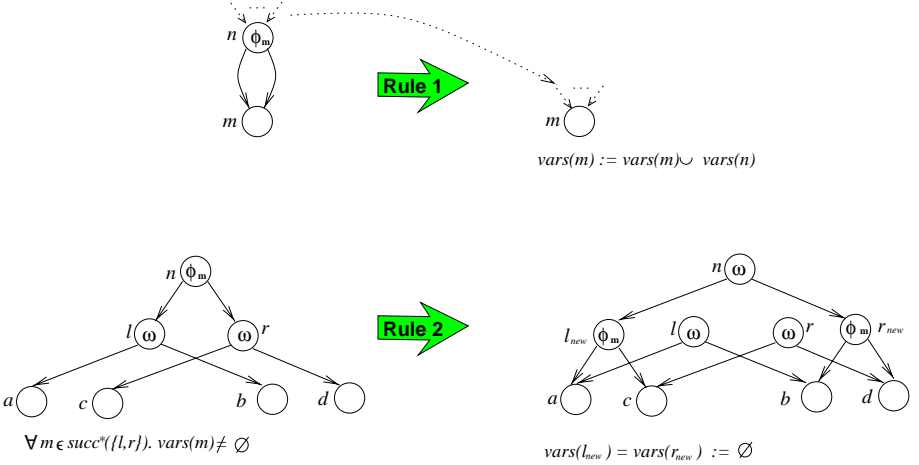 n ϕm
Rule 1
m
m
vars(m) := vars(m)∪ vars(n)
n ϕm
n ω
l ω
ω r
Rule 2
lnew ϕm
l ω
ω r
ϕm rnew
a
c
b
d
a
c
b
d
∀ m ϵ succ*({l,r}). vars(m) ≠ ∅
vars(lnew) = vars(rnew) := ∅